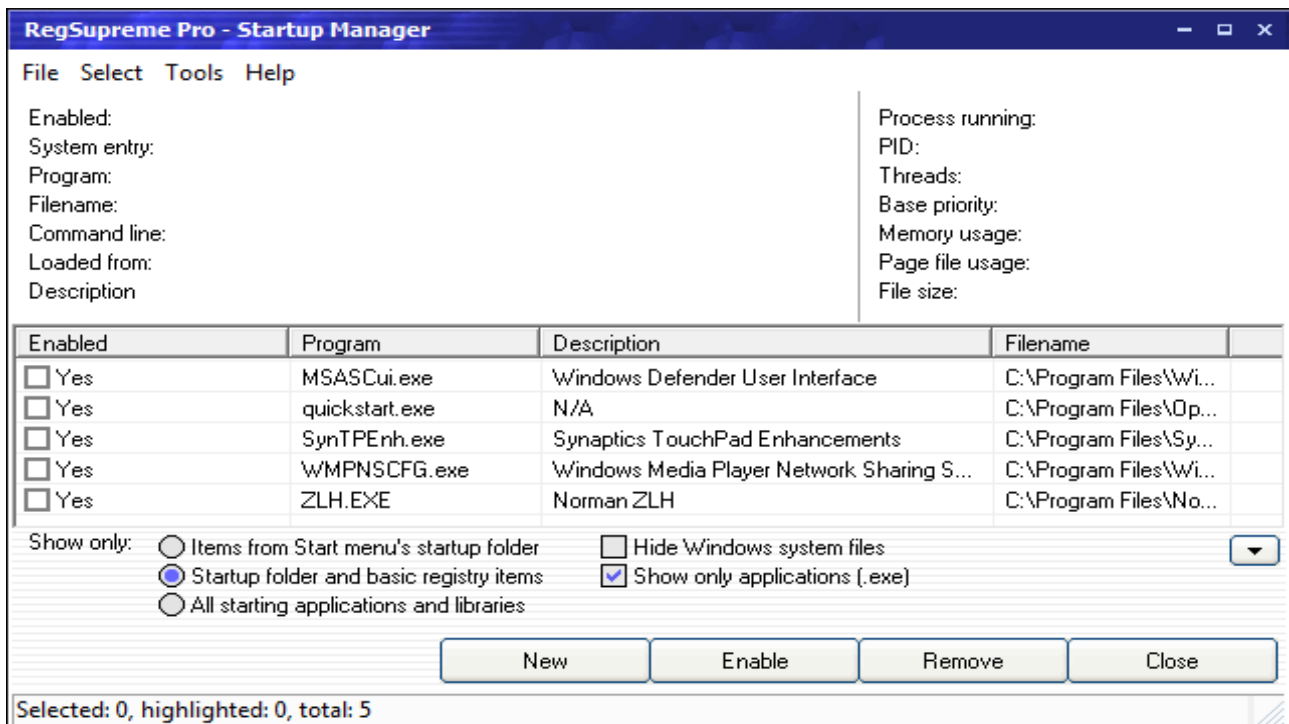 RegSupreme Pro - Startup Manager
File Select Tools Help
Enabled:
System entry:
Program:
Filename:
Command line:
Loaded from:
Description
Process running:
PID:
Threads:
Base priority:
Memory usage:
Page file usage:
File size:
Enabled Program Description Filename
Yes MSASCui.exe Windows Defender User Interface C:\Program Files\Wi...
Yes quickstart.exe N/A C:\Program Files\Op...
Yes SynTPEnh.exe Synaptics TouchPad Enhancements C:\Program Files\Sy...
Yes WMPNSCFG.exe Windows Media Player Network Sharing S... C:\Program Files\Wi...
Yes ZLH.EXE Norman ZLH C:\Program Files\No...
Show only:
Items from Start menu's startup folder
Startup folder and basic registry items
All starting applications and libraries
Hide Windows system files
Show only applications (.exe)
New Enable Remove Close
Selected: 0, highlighted: 0, total: 5